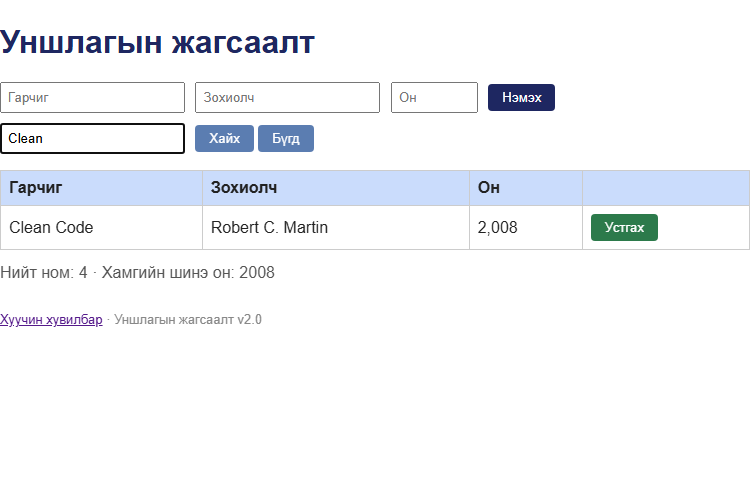 Уншлагын жагсаалт
Гарчиг Зохиолч Он Нэмэх
Clean Хайх Бүгд
Гарчиг Зохиолч Он
Clean Code Robert C. Martin 2,008 Устгах
Нийт ном: 4 · Хамгийн шинэ он: 2008
Хуучин хувилбар · Уншлагын жагсаалт v2.0